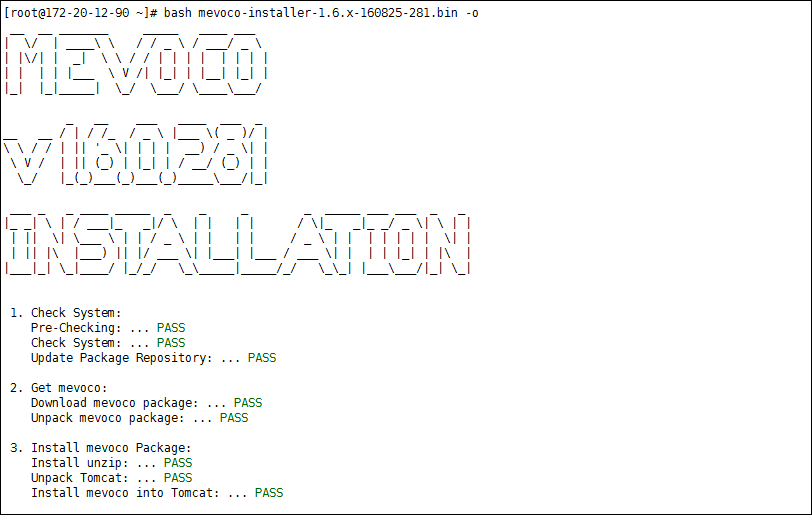 [root@172-20-12-90 ~]# bash mevoco-installer-1.6.x-160825-281.bin -o
MEVOCO
v1.6.0.281
INSTALLATION
1. Check System:
Pre-Checking: ... PASS
Check System: ... PASS
Update Package Repository: ... PASS
2. Get mevoco:
Download mevoco package: ... PASS
Unpack mevoco package: ... PASS
3. Install mevoco Package:
Install unzip: ... PASS
Unpack Tomcat: ... PASS
Install mevoco into Tomcat: ... PASS